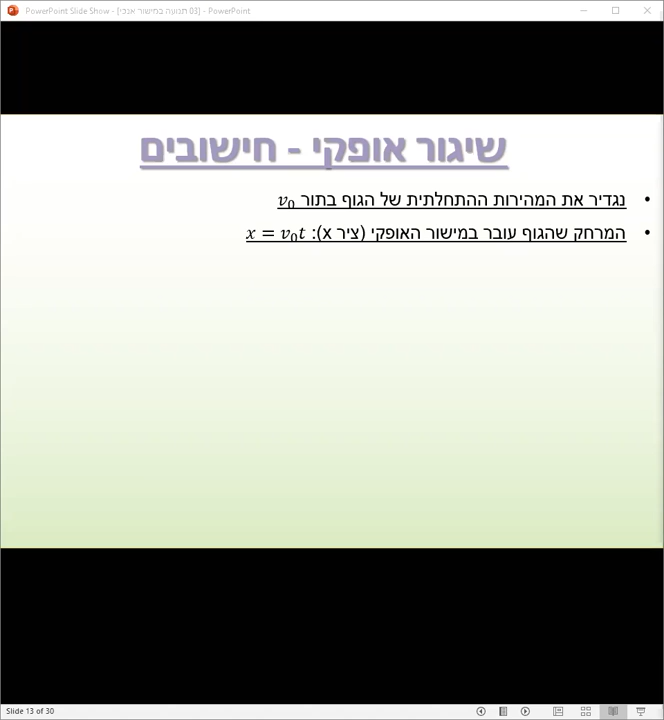 PowerPoint Slide Show - [03 תנועה במישור אנכי] - PowerPoint
שיגור אופקי - חישובים
• נגדיר את המהירות ההתחלתית של הגוף בתור v₀
• המרחק שהגוף עובר במישור האופקי (ציר x): x = v₀t
Slide 13 of 30